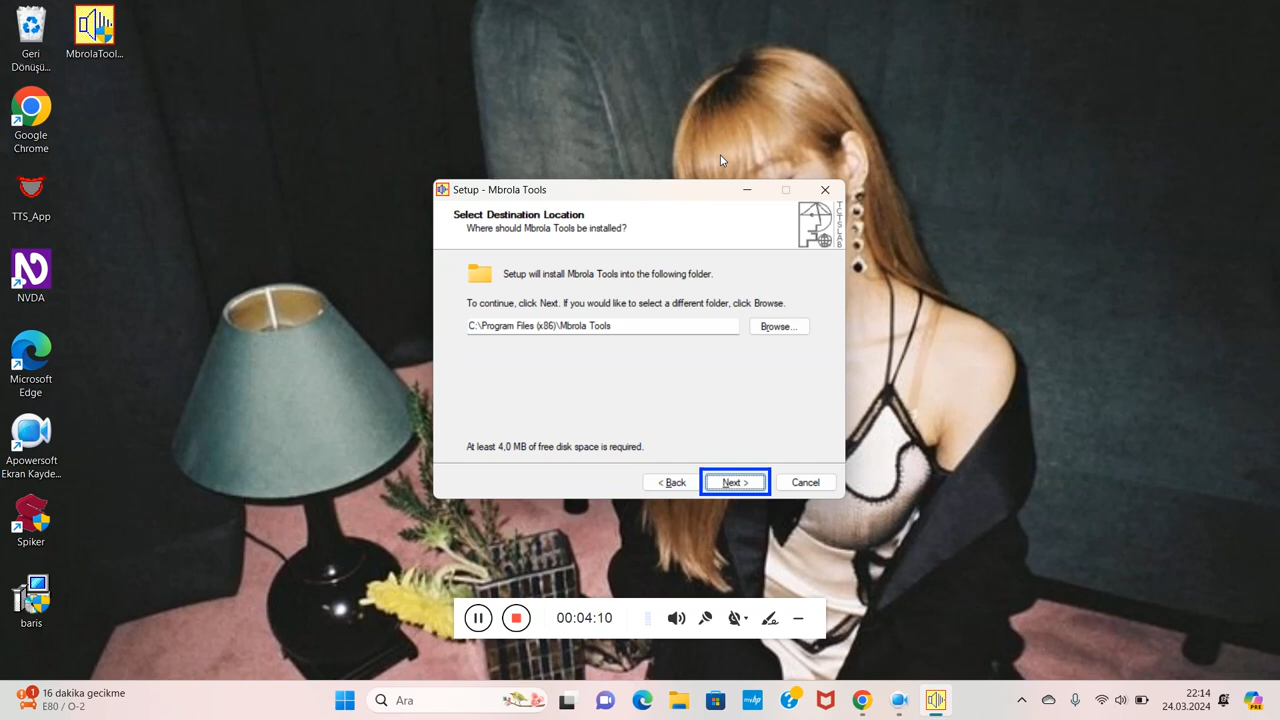 Geri
Dönüşü...
MbrolaTool...
Google
Chrome
TTS_App
NVDA
Microsoft
Edge
Apowersoft
Ekran Kayde...
Spiker
baris
Setup - Mbrola Tools
Select Destination Location
Where should Mbrola Tools be installed?
TCTSLAB
Setup will install Mbrola Tools into the following folder.
To continue, click Next. If you would like to select a different folder, click Browse.
C:\Program Files (x86)\Mbrola Tools
Browse...
At least 4,0 MB of free disk space is required.
< Back
Next >
Cancel
00:04:10
1
16 dakika gecikme
E80 / O-2
Ara
myhp
22:14
24.03.2024
PRE